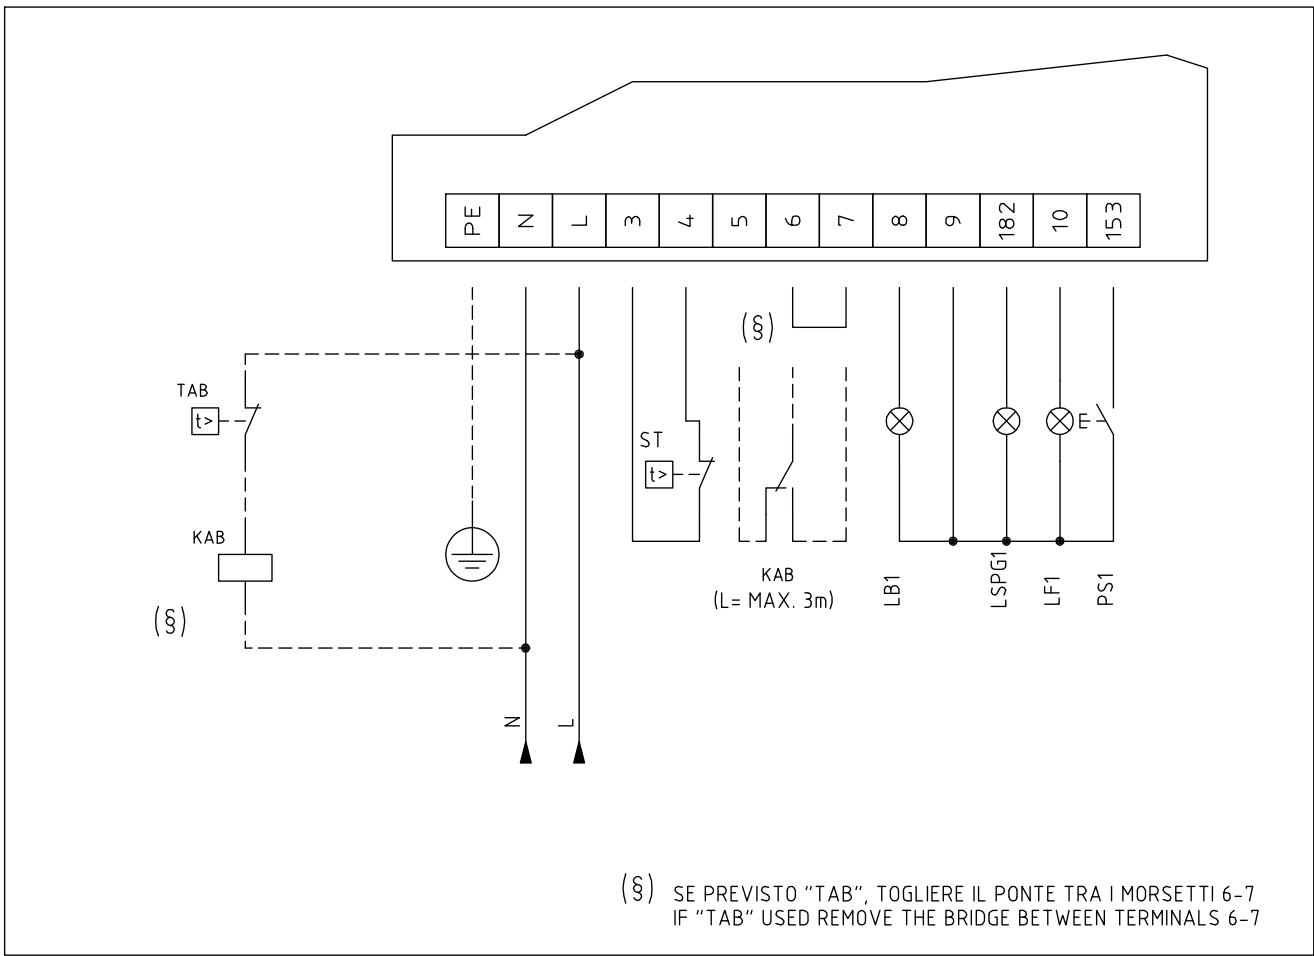 PE N L 3 4 5 6 7 8 9 182 10 153
(§)
TAB
t>
ST
t>
KAB
KAB
(L= MAX. 3m)
LB1
LSPG1
LF1
PS1
(§)
N
L
(§) SE PREVISTO "TAB", TOGLIERE IL PONTE TRA I MORSETTI 6-7
IF "TAB" USED REMOVE THE BRIDGE BETWEEN TERMINALS 6-7